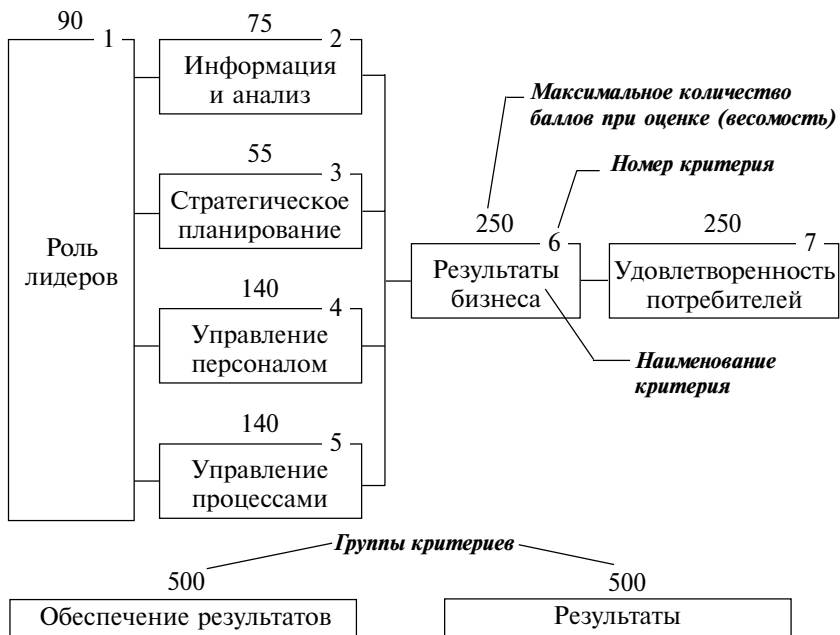 90
1
Роль
лидеров
75
2
Информация
и анализ
55
3
Стратегическое
планирование
140
4
Управление
персоналом
140
5
Управление
процессами
Максимальное количество
баллов при оценке (весомость)
Номер критерия
250
6
Результаты
бизнеса
250
7
Удовлетворенность
потребителей
Наименование
критерия
Группы критериев
500
Обеспечение результатов
500
Результаты